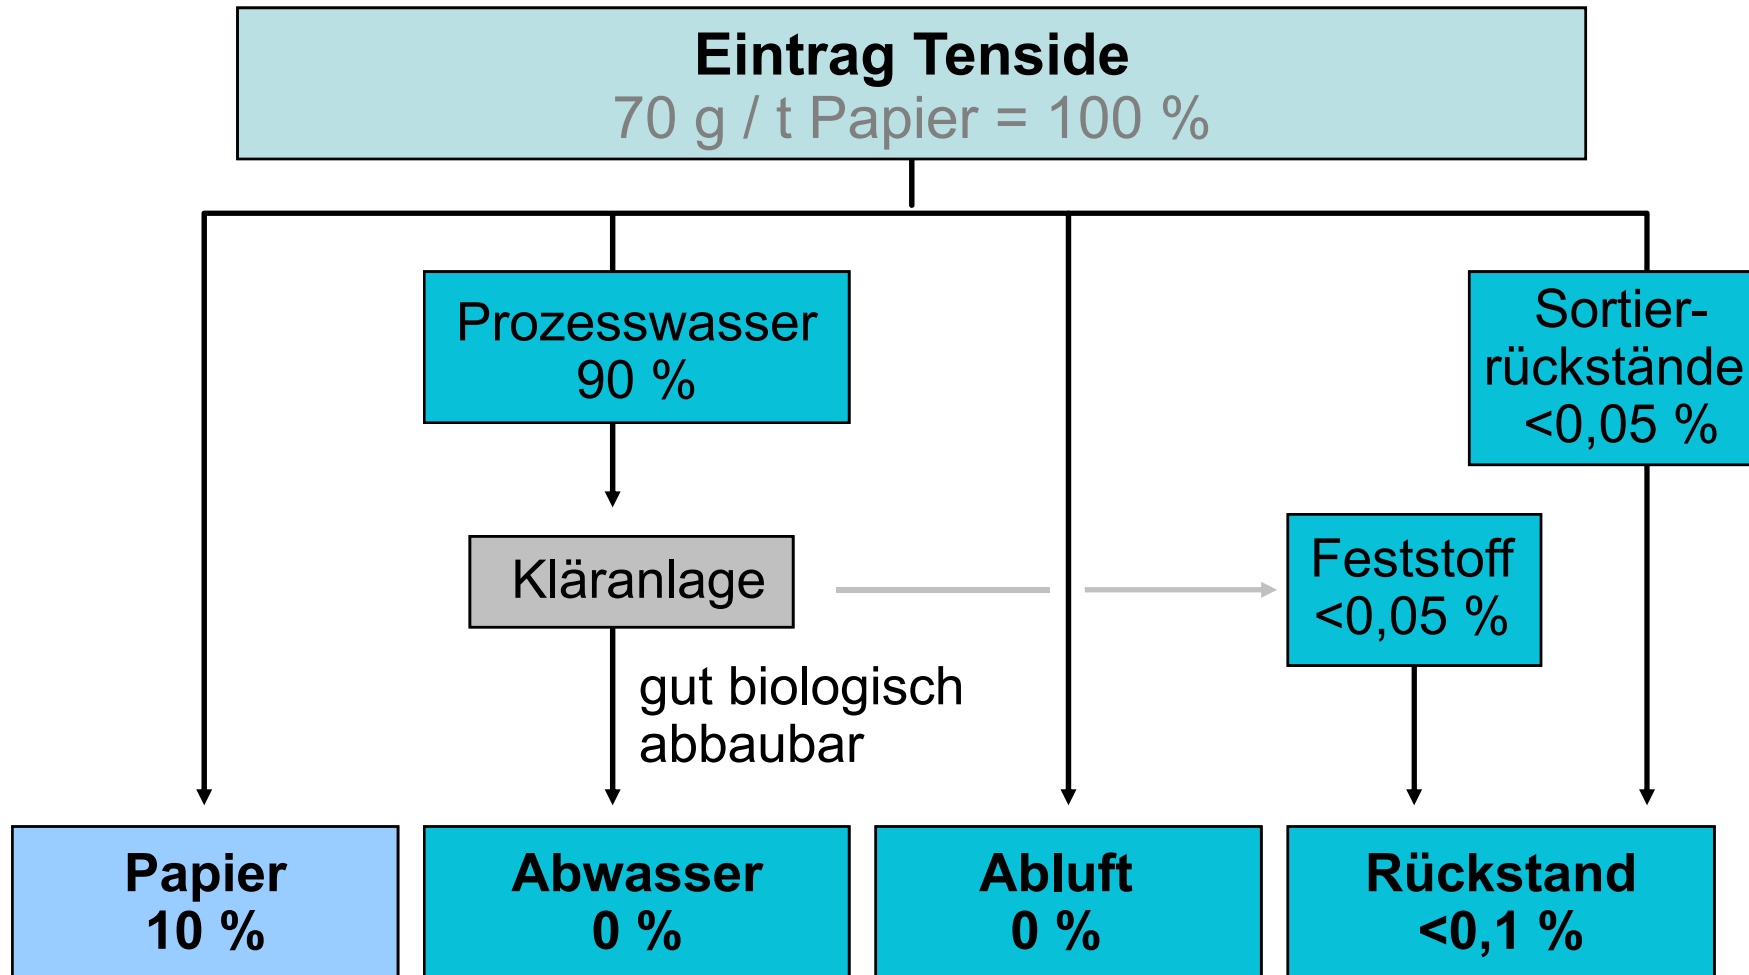 Eintrag Tenside
70 g / t Papier = 100 %
Prozesswasser
90 %
Sortier-
rückstände
<0,05 %
Kläranlage
Feststoff
<0,05 %
gut biologisch
abbaubar
Papier
10 %
Abwasser
0 %
Abluft
0 %
Rückstand
<0,1 %